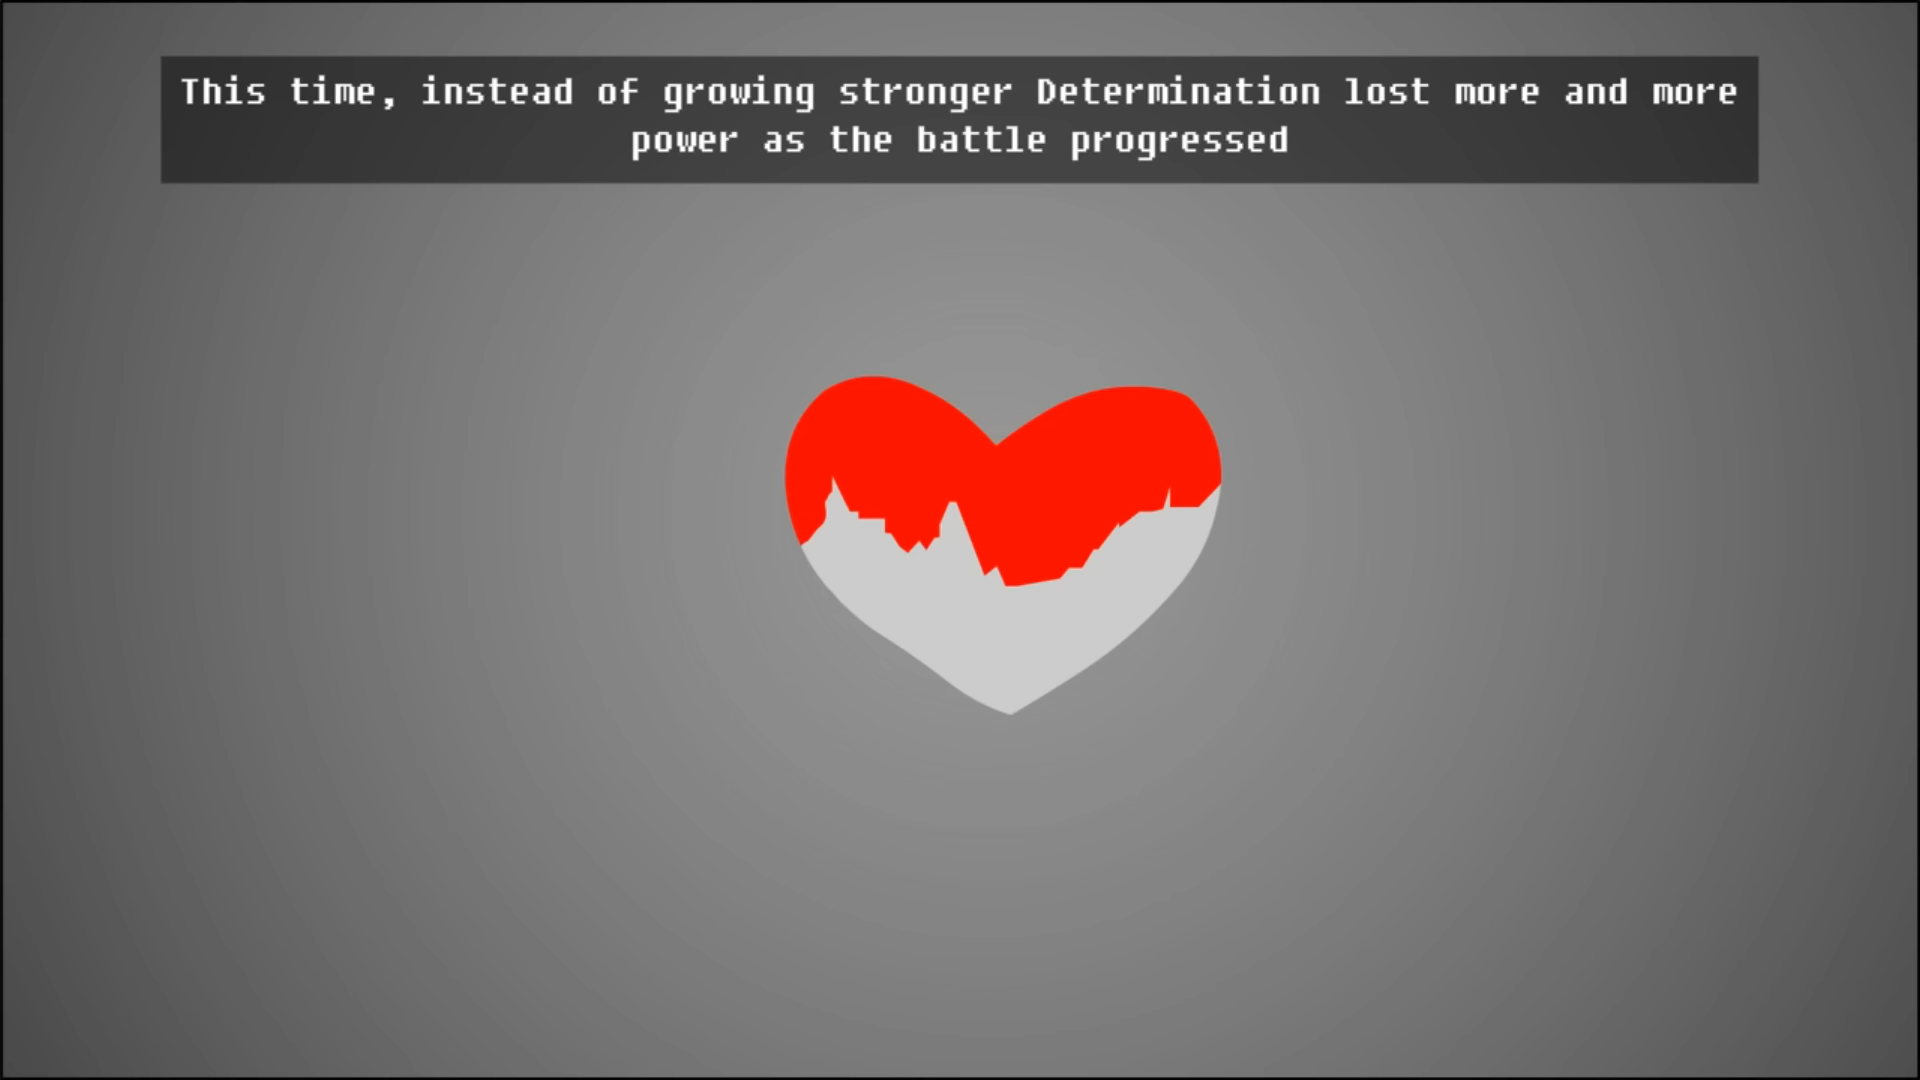 This time, instead of growing stronger Determination lost more and more
power as the battle progressed